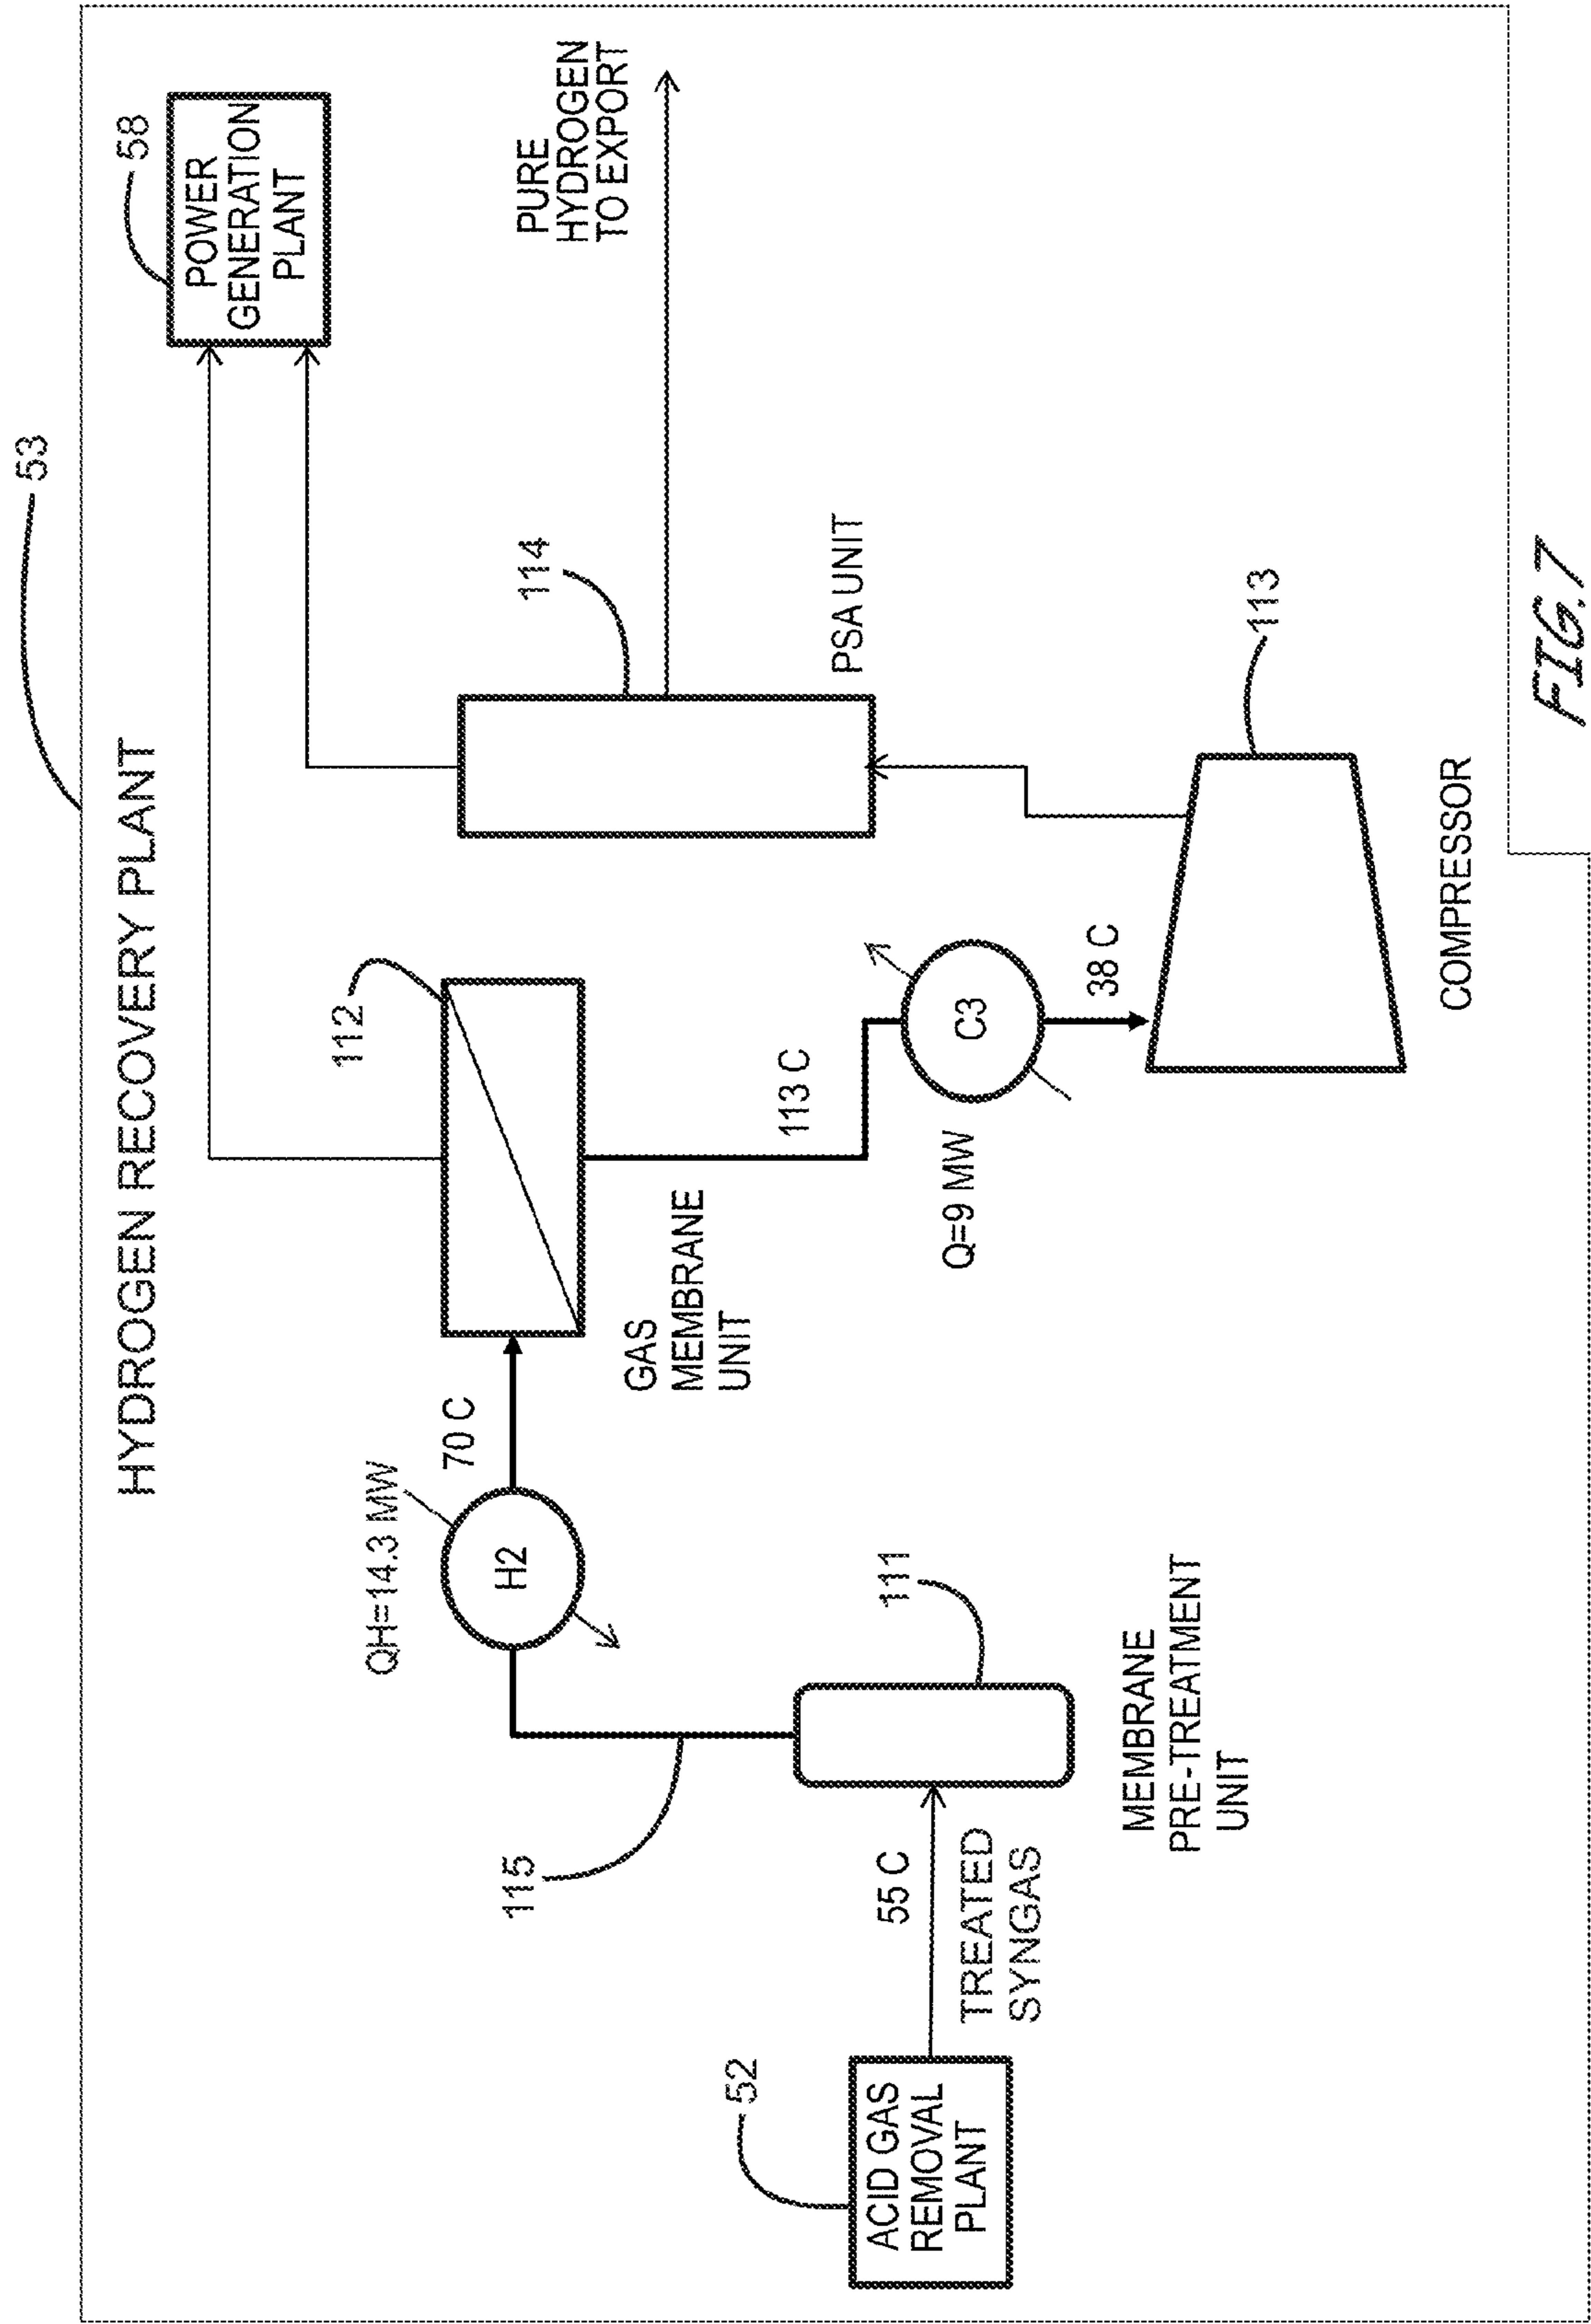 53
HYDROGEN RECOVERY PLANT
58
POWER
GENERATION
PLANT
QH=14.3 MW
H2
70 C
112
GAS
MEMBRANE
UNIT
114
PURE
HYDROGEN
TO EXPORT
115
113 C
PSA UNIT
52
ACID GAS
REMOVAL
PLANT
55 C
TREATED
SYNGAS
111
MEMBRANE
PRE-TREATMENT
UNIT
Q=9 MW
C3
38 C
113
COMPRESSOR
FIG. 7